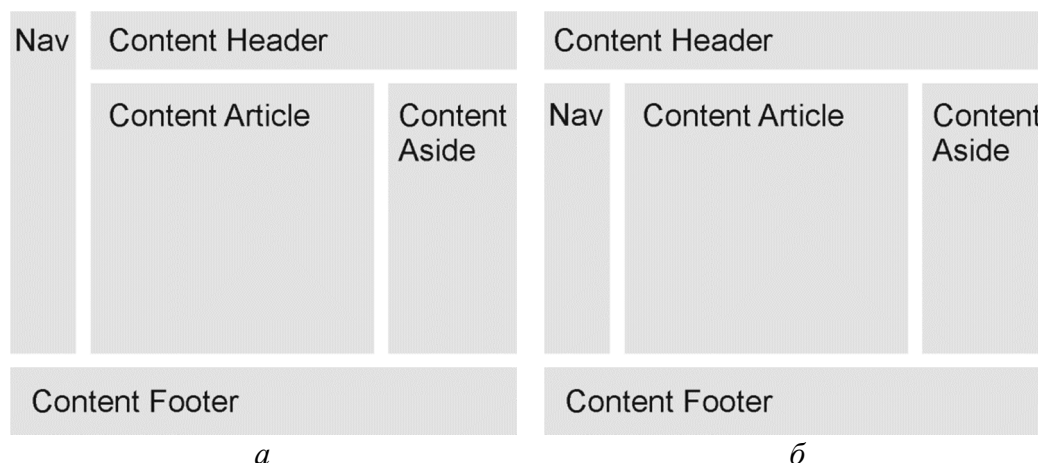 Nav
Content Header
Content Article
Content
Aside
Content Footer
а
Content Header
Nav
Content Article
Content
Aside
Content Footer
б